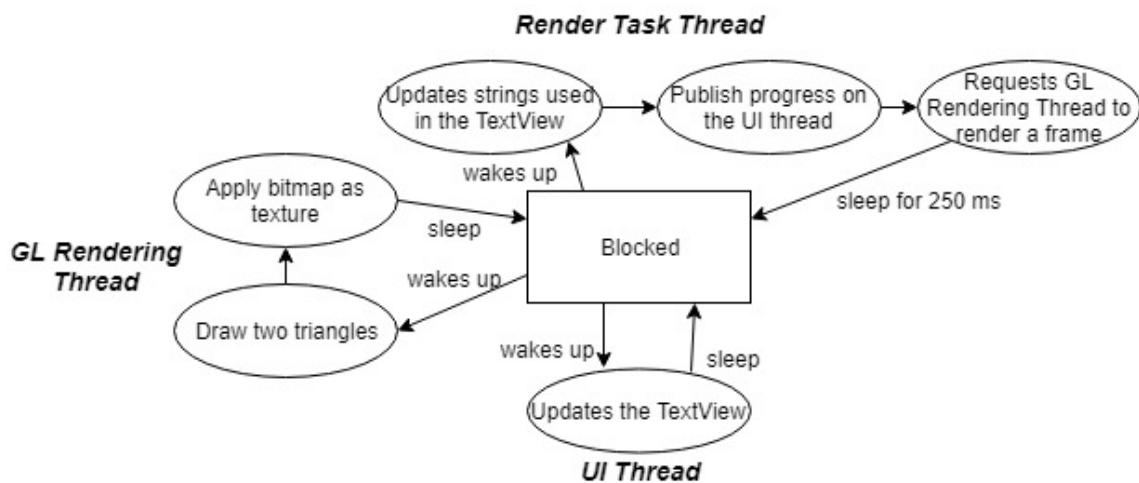 Render Task Thread
Updates strings used
in the TextView
Publish progress on
the UI thread
Requests GL
Rendering Thread to
render a frame
wakes up
sleep for 250 ms
Apply bitmap as
texture
sleep
Blocked
GL Rendering
Thread
wakes up
Draw two triangles
wakes up
sleep
Updates the TextView
UI Thread